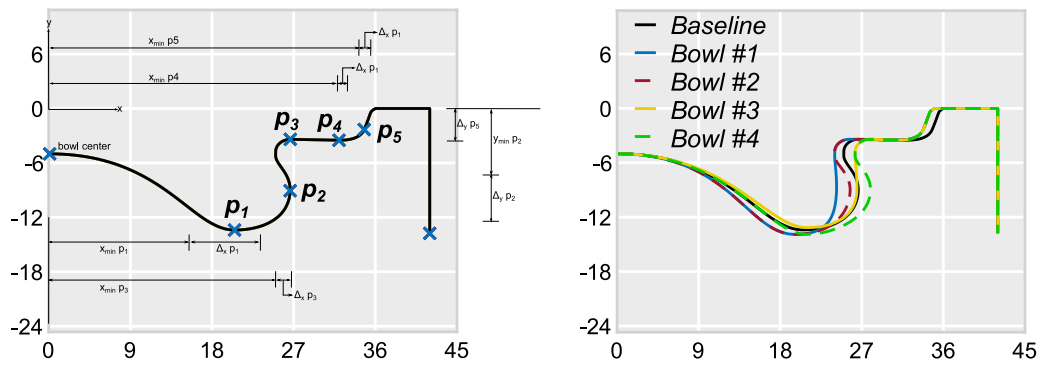 y
x_min p5
Δ_x p_1
x_min p4
Δ_x p_1
6
0
x
Δ_y p_5
y_min p_2
p_3 p_4 p_5
bowl center
-6
p_2
Δ_y p_2
p_1
-12
x_min p_1
Δ_x p_1
-18
x_min p_3
Δ_x p_3
-24
0 9 18 27 36 45
Baseline
Bowl #1
Bowl #2
Bowl #3
Bowl #4
6
0
-6
-12
-18
-24
0 9 18 27 36 45